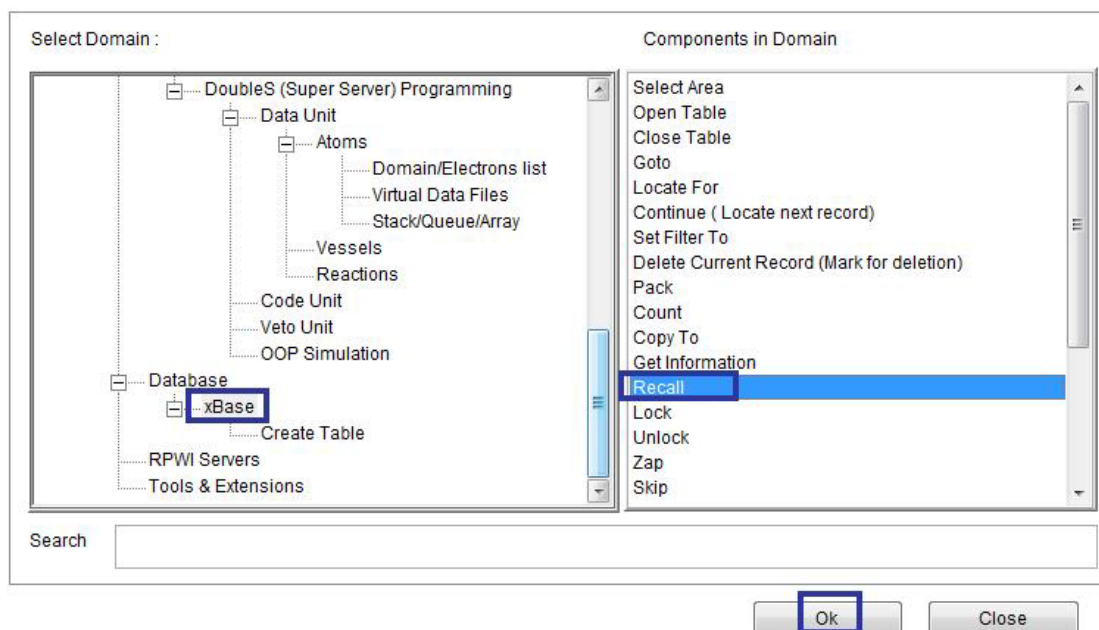 Select Domain :
DoubleS (Super Server) Programming
Data Unit
Atoms
Domain/Electrons list
Virtual Data Files
Stack/Queue/Array
Vessels
Reactions
Code Unit
Veto Unit
OOP Simulation
Database
xBase
Create Table
RPWI Servers
Tools & Extensions
Components in Domain
Select Area
Open Table
Close Table
Goto
Locate For
Continue ( Locate next record)
Set Filter To
Delete Current Record (Mark for deletion)
Pack
Count
Copy To
Get Information
Recall
Lock
Unlock
Zap
Skip
Search
Ok
Close